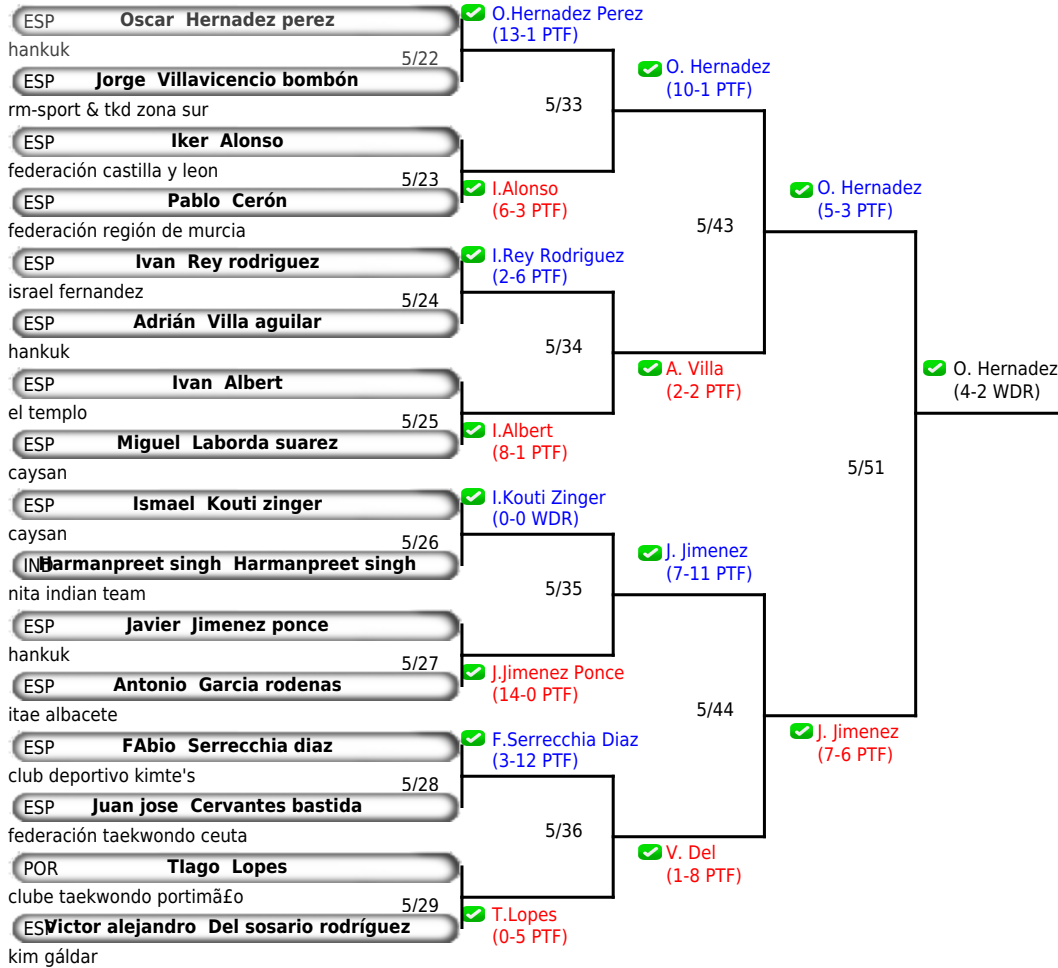 ESP Oscar Hernadez perez
hankuk
5/22
ESP Jorge Villavicencio bombón
rm-sport & tkd zona sur
ESP Iker Alonso
federación castilla y leon
5/23
ESP Pablo Cerón
federación región de murcia
ESP Ivan Rey rodriguez
israel fernandez
5/24
ESP Adrián Villa aguilar
hankuk
ESP Ivan Albert
el templo
5/25
ESP Miguel Laborda suarez
caysan
ESP Ismael Kouti zinger
caysan
5/26
IND Harmanpreet singh Harmanpreet singh
nita indian team
ESP Javier Jimenez ponce
hankuk
5/27
ESP Antonio Garcia rodenas
itae albacete
ESP FAbio Serrecchia diaz
club deportivo kimte's
5/28
ESP Juan jose Cervantes bastida
federación taekwondo ceuta
POR TIago Lopes
clube taekwondo portimã£o
5/29
ESP Victor alejandro Del sosario rodríguez
kim gáldar
O.Hernadez Perez
(13-1 PTF)
5/33
I.Alonso
(6-3 PTF)
I.Rey Rodriguez
(2-6 PTF)
5/34
I.Albert
(8-1 PTF)
I.Kouti Zinger
(0-0 WDR)
5/35
J.Jimenez Ponce
(14-0 PTF)
F.Serrecchia Diaz
(3-12 PTF)
5/36
T.Lopes
(0-5 PTF)
O. Hernadez
(10-1 PTF)
5/43
A. Villa
(2-2 PTF)
J. Jimenez
(7-11 PTF)
5/44
V. Del
(1-8 PTF)
O. Hernadez
(5-3 PTF)
5/51
J. Jimenez
(7-6 PTF)
O. Hernadez
(4-2 WDR)